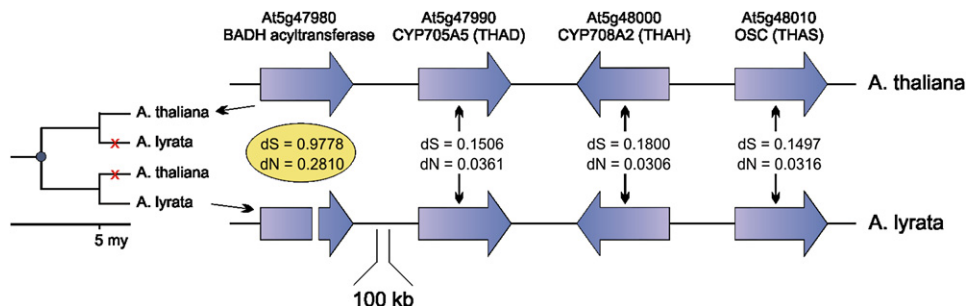 At5g47980
BADH acyltransferase
At5g47990
CYP705A5 (THAD)
At5g48000
CYP708A2 (THAH)
At5g48010
OSC (THAS)
A. thaliana
A. thaliana
A. lyrata
A. thaliana
A. lyrata
5 my
dS = 0.9778
dN = 0.2810
dS = 0.1506
dN = 0.0361
dS = 0.1800
dN = 0.0306
dS = 0.1497
dN = 0.0316
A. lyrata
100 kb